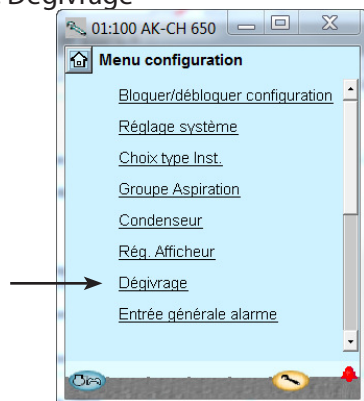 Dégivrage
01:100 AK-CH 650
Menu configuration
Bloquer/débloquer configuration
Réglage système
Choix type Inst.
Groupe Aspiration
Condenseur
Rég. Afficheur
Dégivrage
Entrée générale alarme